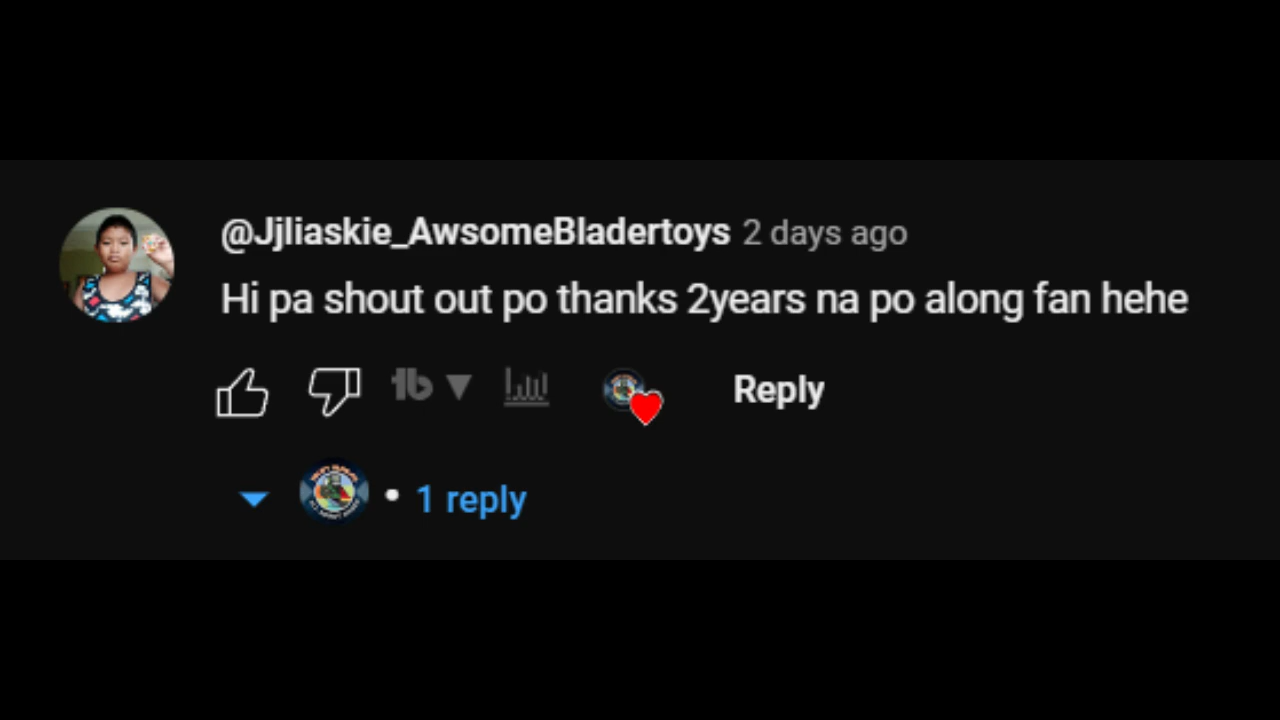 @Jjliaskie_AwsomeBladertoys 2 days ago
Hi pa shout out po thanks 2years na po along fan hehe
tb
Reply
1 reply